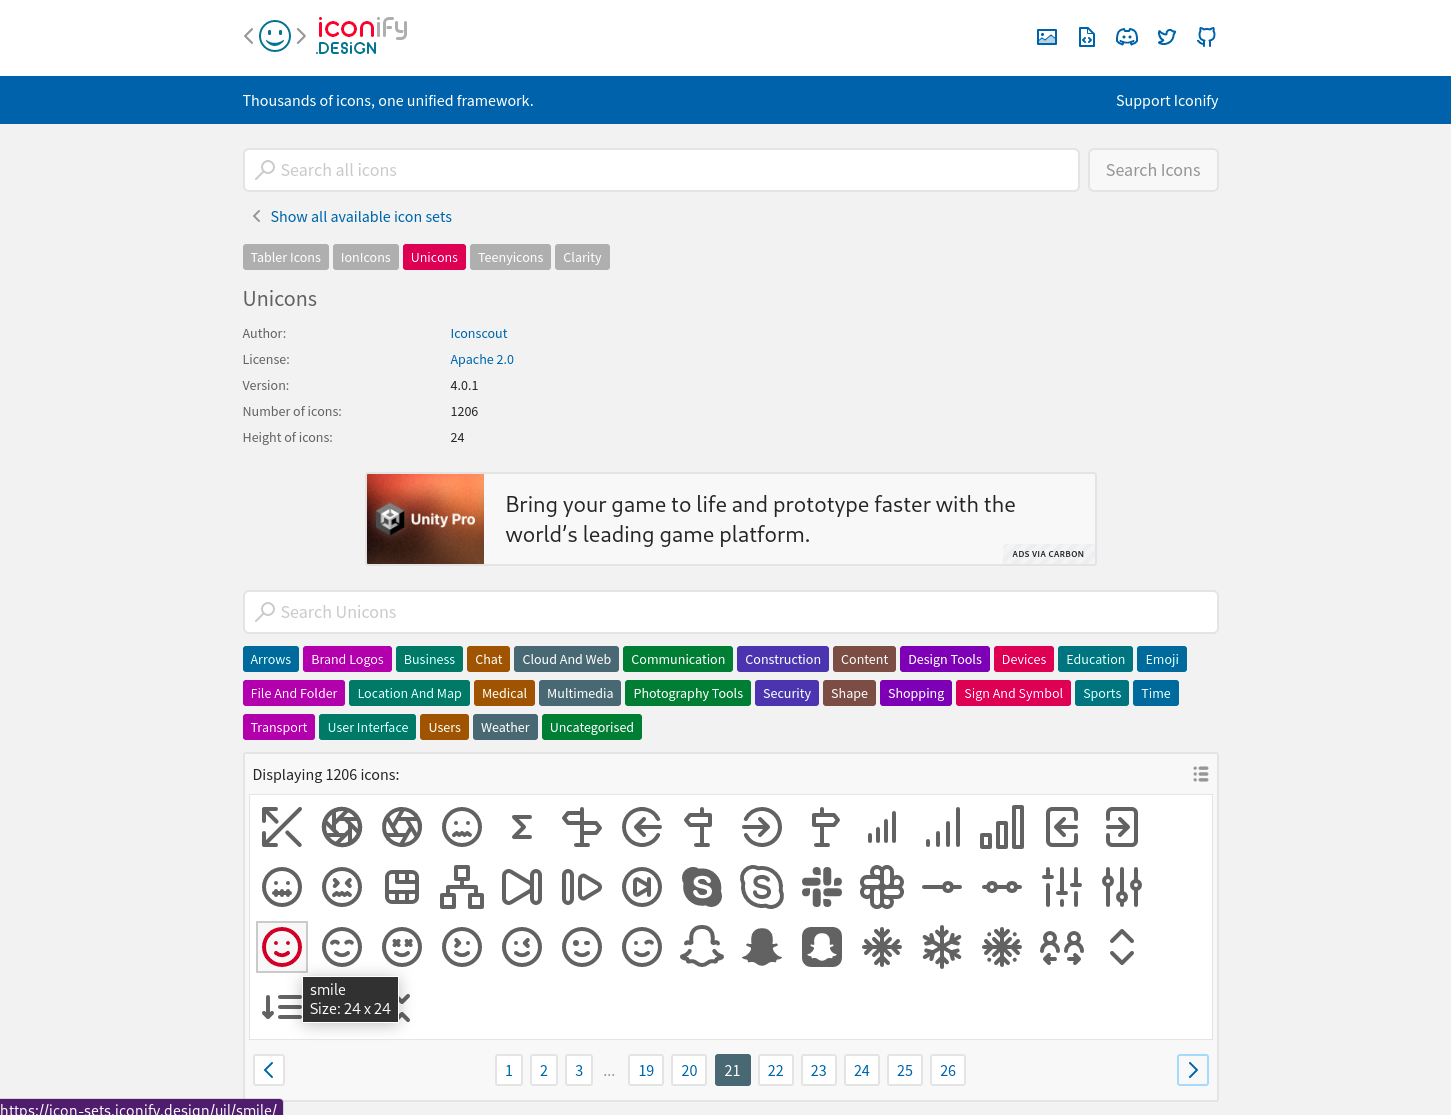 iconify
.DESiGN
Thousands of icons, one unified framework.
Support Iconify
Search all icons
Search Icons
Show all available icon sets
Tabler Icons IonIcons Unicons Teenyicons Clarity
Unicons
Author: Iconscout
License: Apache 2.0
Version: 4.0.1
Number of icons: 1206
Height of icons: 24
Unity Pro
Bring your game to life and prototype faster with the
world’s leading game platform.
ADS VIA CARBON
Search Unicons
Arrows Brand Logos Business Chat Cloud And Web Communication Construction Content Design Tools Devices Education Emoji
File And Folder Location And Map Medical Multimedia Photography Tools Security Shape Shopping Sign And Symbol Sports Time
Transport User Interface Users Weather Uncategorised
Displaying 1206 icons:
smile
Size: 24 x 24
1 2 3 ... 19 20 21 22 23 24 25 26
https://icon-sets.iconify.design/uil/smile/